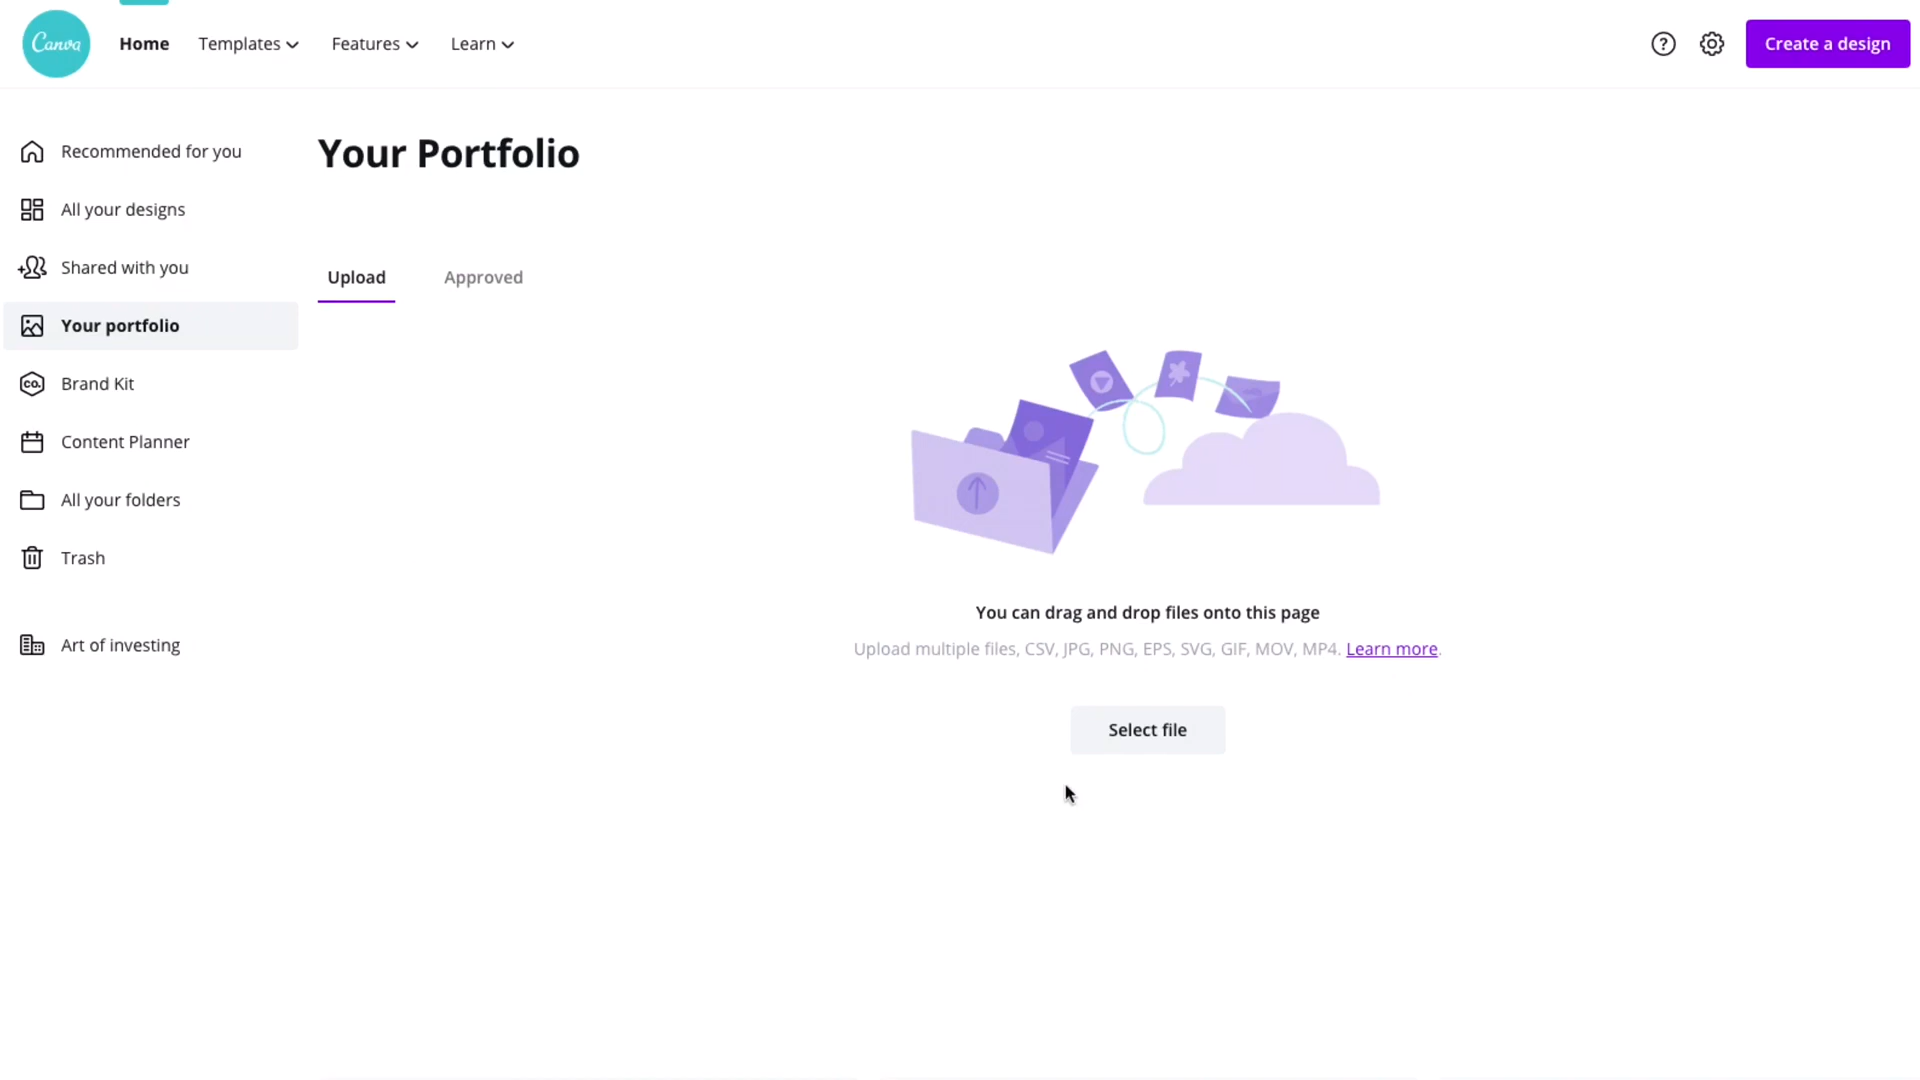 Canva
Home
Templates
Features
Learn
Create a design
Recommended for you
All your designs
Shared with you
Your portfolio
Brand Kit
CO.
Content Planner
All your folders
Trash
Art of investing
Your Portfolio
Upload
Approved
You can drag and drop files onto this page
Upload multiple files, CSV, JPG, PNG, EPS, SVG, GIF, MOV, MP4. Learn more.
Select file